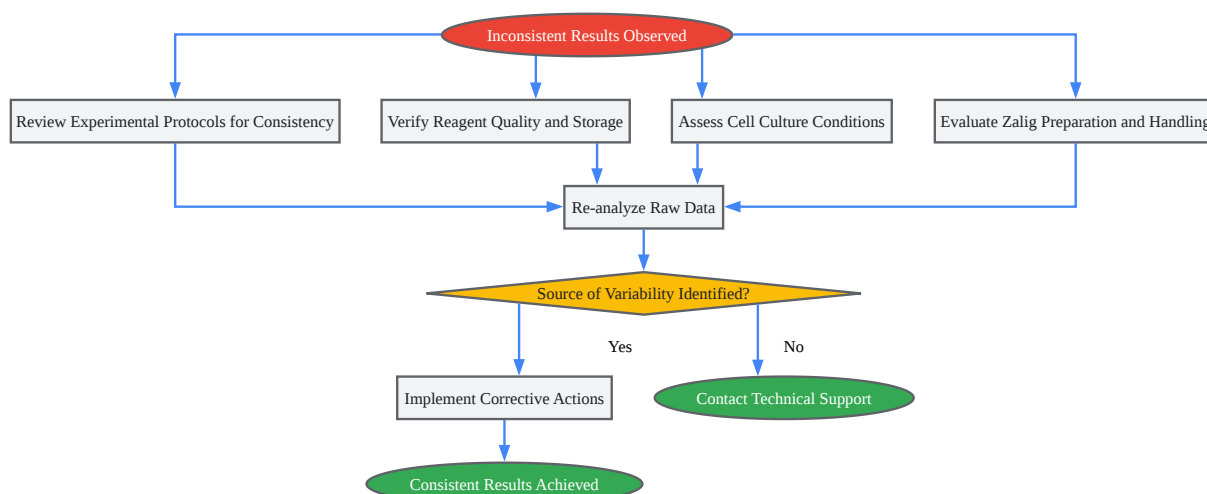 Inconsistent Results Observed
Review Experimental Protocols for Consistency
Verify Reagent Quality and Storage
Assess Cell Culture Conditions
Evaluate Zalig Preparation and Handling
Re-analyze Raw Data
Source of Variability Identified?
Yes
No
Implement Corrective Actions
Contact Technical Support
Consistent Results Achieved